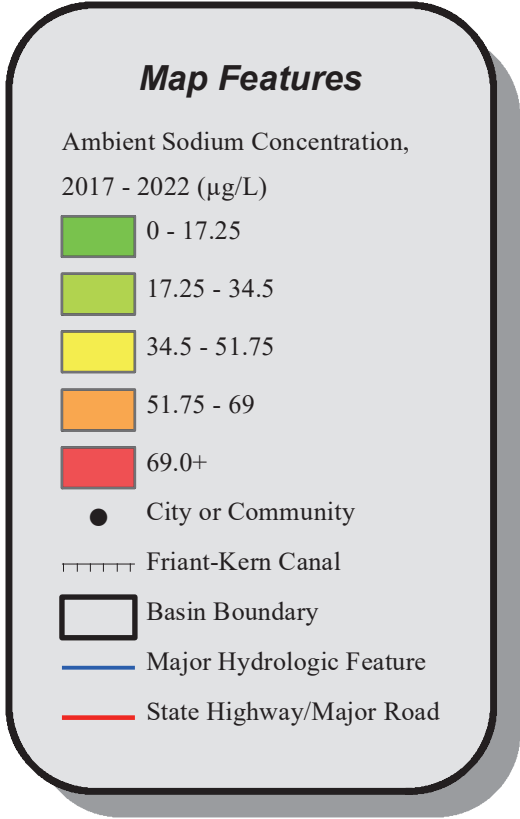 Map Features
Ambient Sodium Concentration,
2017 - 2022 (µg/L)
0 - 17.25
17.25 - 34.5
34.5 - 51.75
51.75 - 69
69.0+
City or Community
Friant-Kern Canal
Basin Boundary
Major Hydrologic Feature
State Highway/Major Road